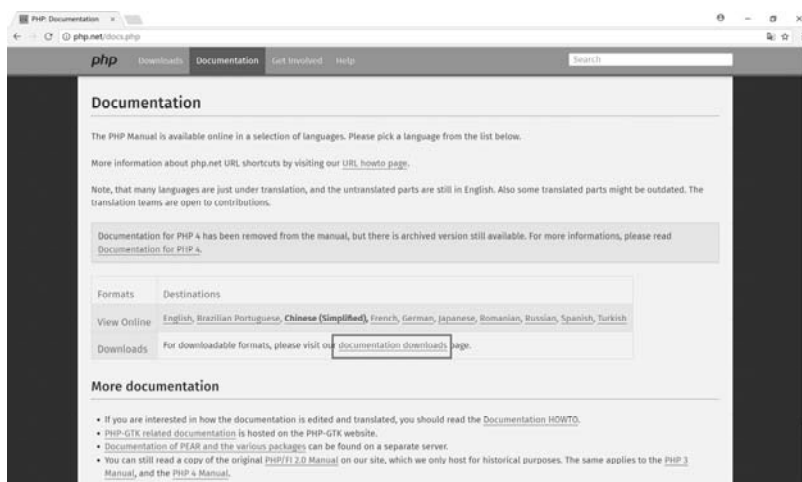 PHP: Documentation
php.net/docs.php
php Downloads Documentation Get Involved Help Search
Documentation
The PHP Manual is available online in a selection of languages. Please pick a language from the list below.
More information about php.net URL shortcuts by visiting our URL howto page.
Note, that many languages are just under translation, and the untranslated parts are still in English. Also some translated parts might be outdated. The
translation teams are open to contributions.
Documentation for PHP 4 has been removed from the manual, but there is archived version still available. For more informations, please read
Documentation for PHP 4.
Formats Destinations
View Online English, Brazilian Portuguese, Chinese (Simplified), French, German, Japanese, Romanian, Russian, Spanish, Turkish
Downloads For downloadable formats, please visit our documentation downloads page.
More documentation
• If you are interested in how the documentation is edited and translated, you should read the Documentation HOWTO.
• PHP-GTK related documentation is hosted on the PHP-GTK website.
• Documentation of PEAR and the various packages can be found on a separate server.
• You can still read a copy of the original PHP/FI 2.0 Manual on our site, which we only host for historical purposes. The same applies to the PHP 3
Manual, and the PHP 4 Manual.